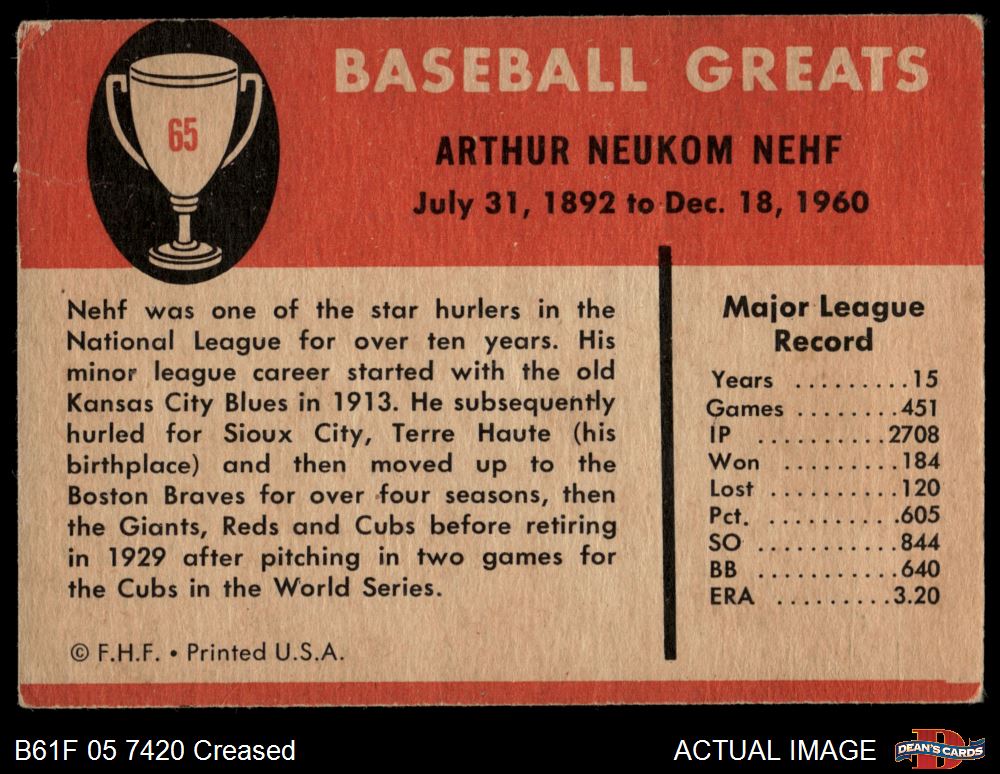 65
BASEBALL GREATS
ARTHUR NEUKOM NEHF
July 31, 1892 to Dec. 18, 1960
Nehf was one of the star hurlers in the
National League for over ten years. His
minor league career started with the old
Kansas City Blues in 1913. He subsequently
hurled for Sioux City, Terre Haute (his
birthplace) and then moved up to the
Boston Braves for over four seasons, then
the Giants, Reds and Cubs before retiring
in 1929 after pitching in two games for
the Cubs in the World Series.
© F.H.F. • Printed U.S.A.
Major League
Record
Years .........15
Games ........451
IP ..........2708
Won .........184
Lost ..........120
Pct. ..........605
SO ...........844
BB ...........640
ERA .........3.20
B61F 05 7420 Creased
ACTUAL IMAGE
D
DEAN'S CARDS